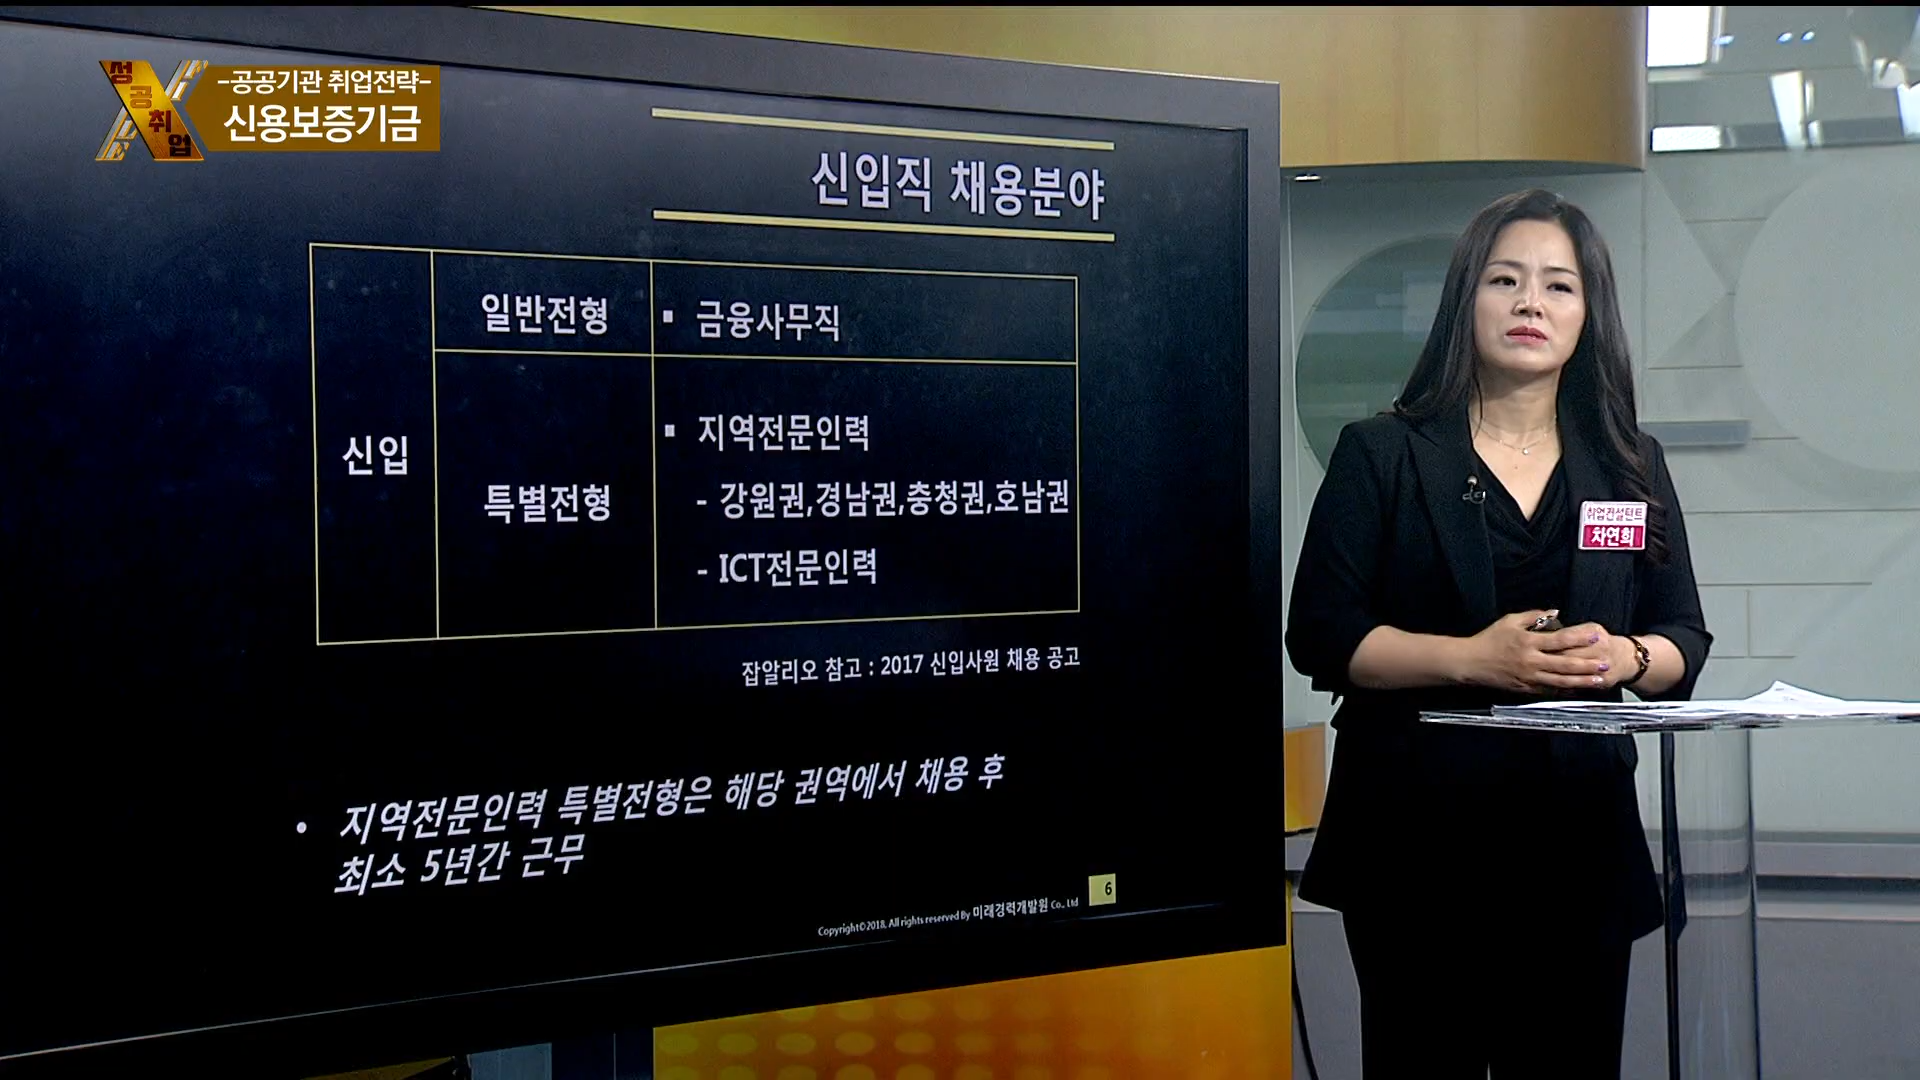 성공취업
-공공기관 취업전략-
신용보증기금
신입직 채용분야
신입
일반전형
▪ 금융사무직
특별전형
▪ 지역전문인력
- 강원권,경남권,충청권,호남권
- ICT전문인력
잡알리오 참고 : 2017 신입사원 채용 공고
• 지역전문인력 특별전형은 해당 권역에서 채용 후
최소 5년간 근무
Copyright©2018, All rights reserved By 미래경력개발원 Co., Ltd
6
취업컨설턴트
차연희